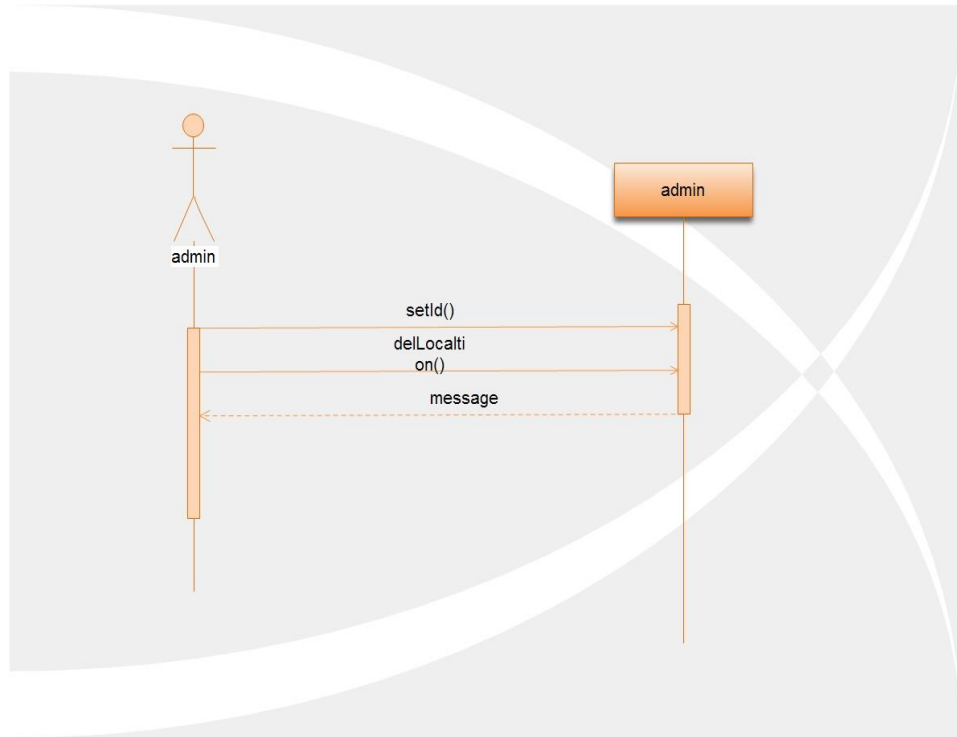 admin
admin
setId()
delLocalti
on()
message